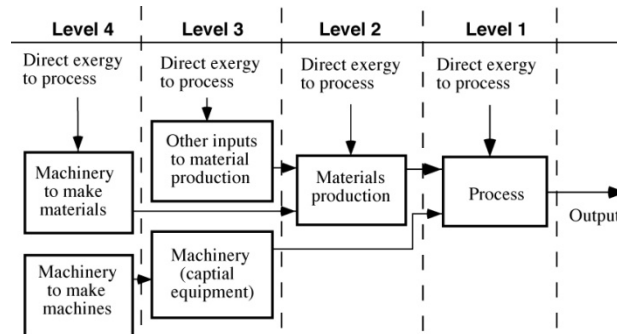 Level 4 Level 3 Level 2 Level 1
Direct exergy Direct exergy Direct exergy Direct exergy
to process to process to process to process
Other inputs
to material
production
Machinery
to make
materials
Materials
production
Process
Output
Machinery
(captial
equipment)
Machinery
to make
machines